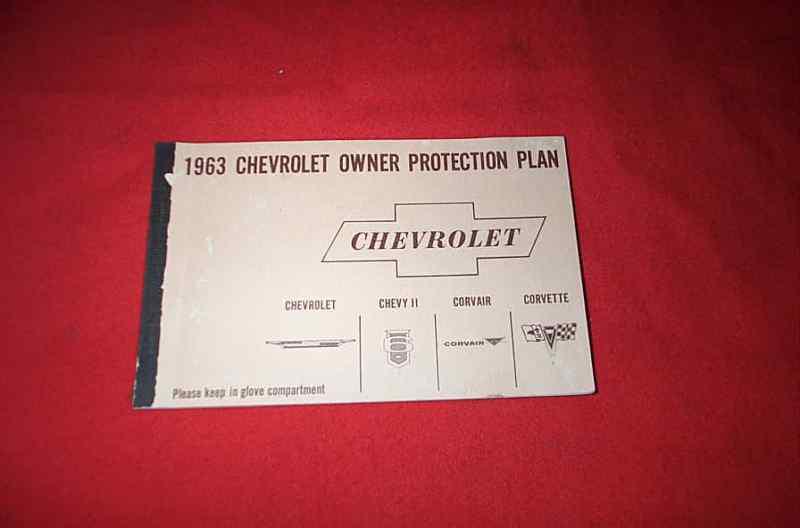 1963 CHEVROLET OWNER PROTECTION PLAN
CHEVROLET
CHEVROLET CHEVY II CORVAIR CORVETTE
CORVAIR
Please keep in glove compartment